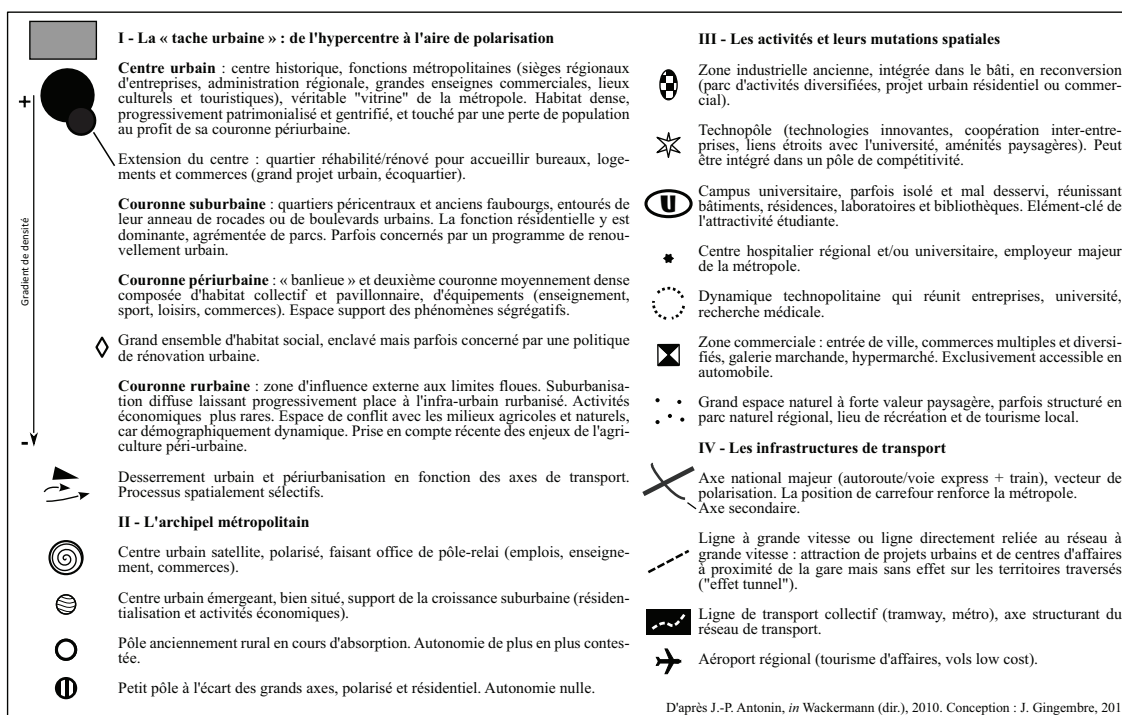 I - La « tache urbaine » : de l'hypercentre à l'aire de polarisation
Centre urbain : centre historique, fonctions métropolitaines (sièges régionaux
d'entreprises, administration régionale, grandes enseignes commerciales, lieux
culturels et touristiques), véritable "vitrine" de la métropole. Habitat dense,
progressivement patrimonialisé et gentrifié, et touché par une perte de population
au profit de sa couronne périurbaine.
Extension du centre : quartier réhabilité/rénové pour accueillir bureaux, loge-
ments et commerces (grand projet urbain, écoquartier).
Couronne suburbaine : quartiers péricentraux et anciens faubourgs, entourés de
leur anneau de rocades ou de boulevards urbains. La fonction résidentielle y est
dominante, agrémentée de parcs. Parfois concernés par un programme de renou-
vellement urbain.
Couronne périurbaine : « banlieue » et deuxième couronne moyennement dense
composée d'habitat collectif et pavillonnaire, d'équipements (enseignement,
sport, loisirs, commerces). Espace support des phénomènes ségrégatifs.
Grand ensemble d'habitat social, enclavé mais parfois concerné par une politique
de rénovation urbaine.
Couronne rurbaine : zone d'influence externe aux limites floues. Suburbanisa-
tion diffuse laissant progressivement place à l'infra-urbain rurbanisé. Activités
économiques plus rares. Espace de conflit avec les milieux agricoles et naturels,
car démographiquement dynamique. Prise en compte récente des enjeux de l'agri-
culture péri-urbaine.
+
Gradient de densité
-
Desserrement urbain et périurbanisation en fonction des axes de transport.
Processus spatialement sélectifs.
II - L'archipel métropolitain
Centre urbain satellite, polarisé, faisant office de pôle-relai (emplois, enseigne-
ment, commerces).
Centre urbain émergeant, bien situé, support de la croissance suburbaine (résiden-
tialisation et activités économiques).
Pôle anciennement rural en cours d'absorption. Autonomie de plus en plus contes-
tée.
Petit pôle à l'écart des grands axes, polarisé et résidentiel. Autonomie nulle.
III - Les activités et leurs mutations spatiales
Zone industrielle ancienne, intégrée dans le bâti, en reconversion
(parc d'activités diversifiées, projet urbain résidentiel ou commer-
cial).
Technopôle (technologies innovantes, coopération inter-entre-
prises, liens étroits avec l'université, aménités paysagères). Peut
être intégré dans un pôle de compétitivité.
U
Campus universitaire, parfois isolé et mal desservi, réunissant
bâtiments, résidences, laboratoires et bibliothèques. Elément-clé de
l'attractivité étudiante.
Centre hospitalier régional et/ou universitaire, employeur majeur
de la métropole.
Dynamique technopolitaine qui réunit entreprises, université,
recherche médicale.
Zone commerciale : entrée de ville, commerces multiples et diversi-
fiés, galerie marchande, hypermarché. Exclusivement accessible en
automobile.
Grand espace naturel à forte valeur paysagère, parfois structuré en
parc naturel régional, lieu de récréation et de tourisme local.
IV - Les infrastructures de transport
Axe national majeur (autoroute/voie express + train), vecteur de
polarisation. La position de carrefour renforce la métropole.
Axe secondaire.
Ligne à grande vitesse ou ligne directement reliée au réseau à
grande vitesse : attraction de projets urbains et de centres d'affaires
à proximité de la gare mais sans effet sur les territoires traversés
("effet tunnel").
Ligne de transport collectif (tramway, métro), axe structurant du
réseau de transport.
Aéroport régional (tourisme d'affaires, vols low cost).
D'après J.-P. Antonin, in Wackermann (dir.), 2010. Conception : J. Gingembre, 201